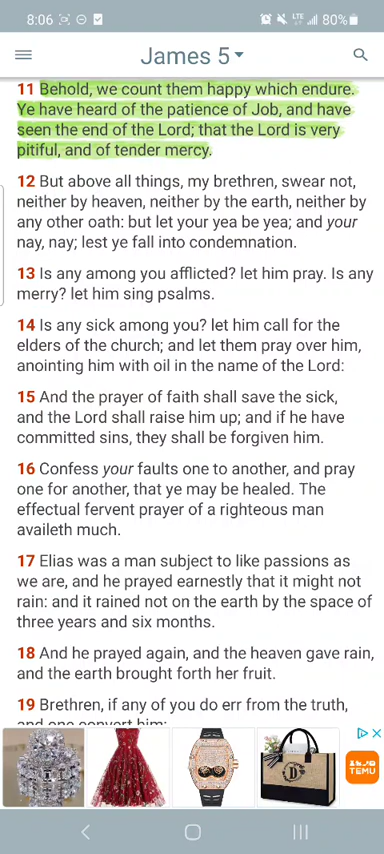 8:06 LTE 80%
James 5
11 Behold, we count them happy which endure.
Ye have heard of the patience of Job, and have
seen the end of the Lord; that the Lord is very
pitiful, and of tender mercy.
12 But above all things, my brethren, swear not,
neither by heaven, neither by the earth, neither by
any other oath: but let your yea be yea; and your
nay, nay; lest ye fall into condemnation.
13 Is any among you afflicted? let him pray. Is any
merry? let him sing psalms.
14 Is any sick among you? let him call for the
elders of the church; and let them pray over him,
anointing him with oil in the name of the Lord:
15 And the prayer of faith shall save the sick,
and the Lord shall raise him up; and if he have
committed sins, they shall be forgiven him.
16 Confess your faults one to another, and pray
one for another, that ye may be healed. The
effectual fervent prayer of a righteous man
availeth much.
17 Elias was a man subject to like passions as
we are, and he prayed earnestly that it might not
rain: and it rained not on the earth by the space of
three years and six months.
18 And he prayed again, and the heaven gave rain,
and the earth brought forth her fruit.
19 Brethren, if any of you do err from the truth,
and one convert him;
D
TEMU